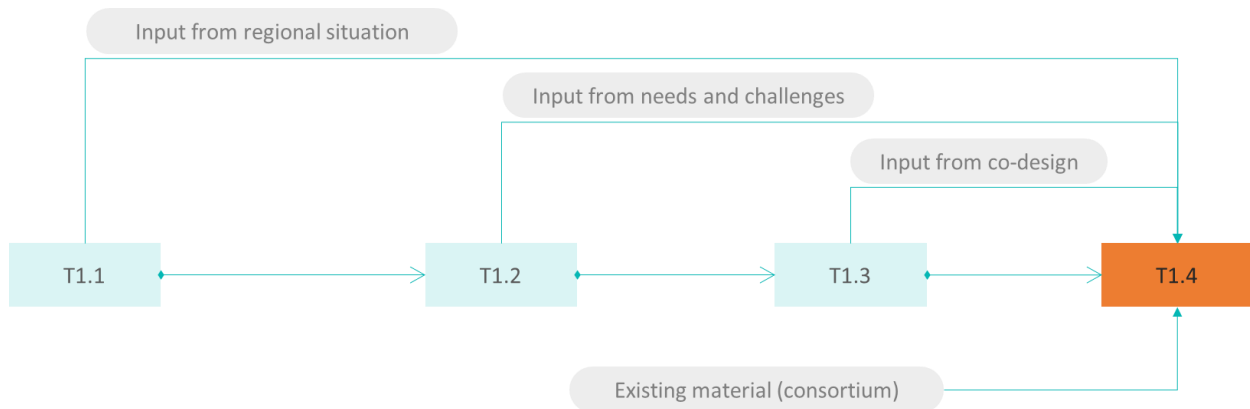 Input from regional situation
Input from needs and challenges
Input from co-design
T1.1
T1.2
T1.3
T1.4
Existing material (consortium)